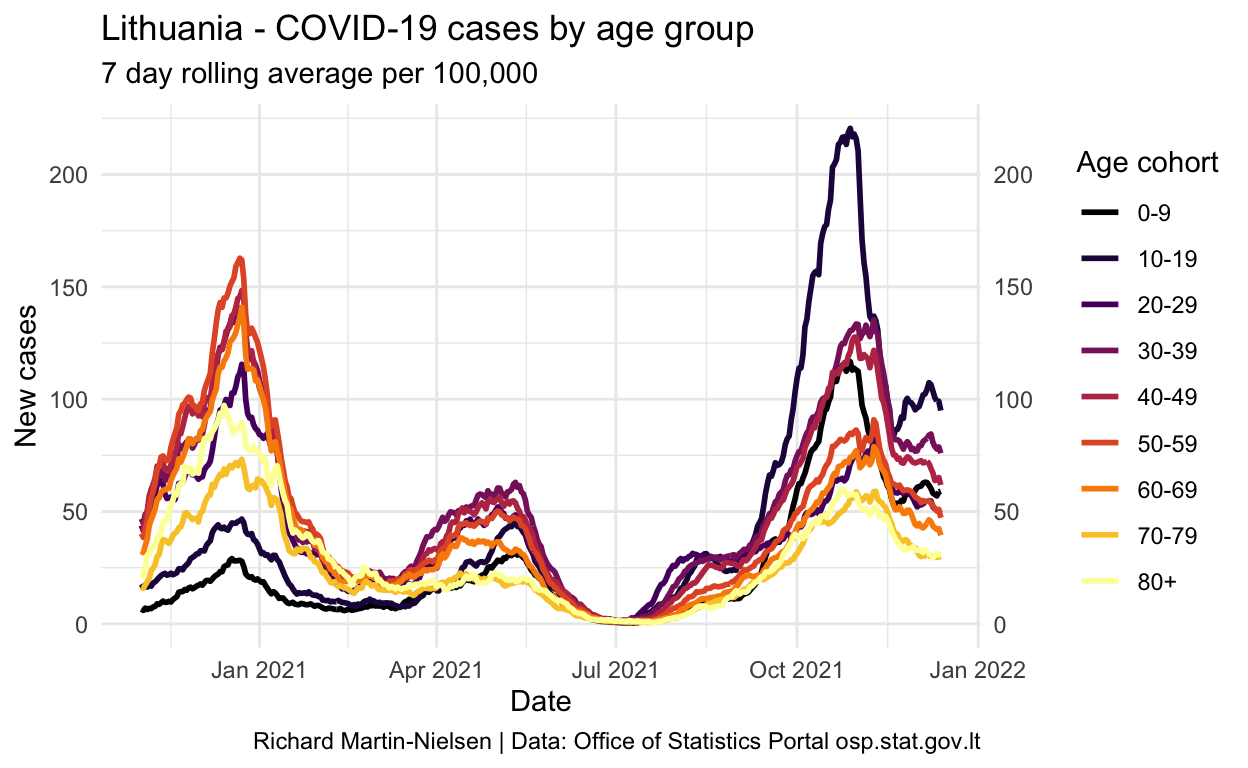 Lithuania - COVID-19 cases by age group
7 day rolling average per 100,000
New cases
200
150
100
50
0
200
150
100
50
0
Jan 2021
Apr 2021
Jul 2021
Oct 2021
Jan 2022
Date
Age cohort
0-9
10-19
20-29
30-39
40-49
50-59
60-69
70-79
80+
Richard Martin-Nielsen | Data: Office of Statistics Portal osp.stat.gov.lt